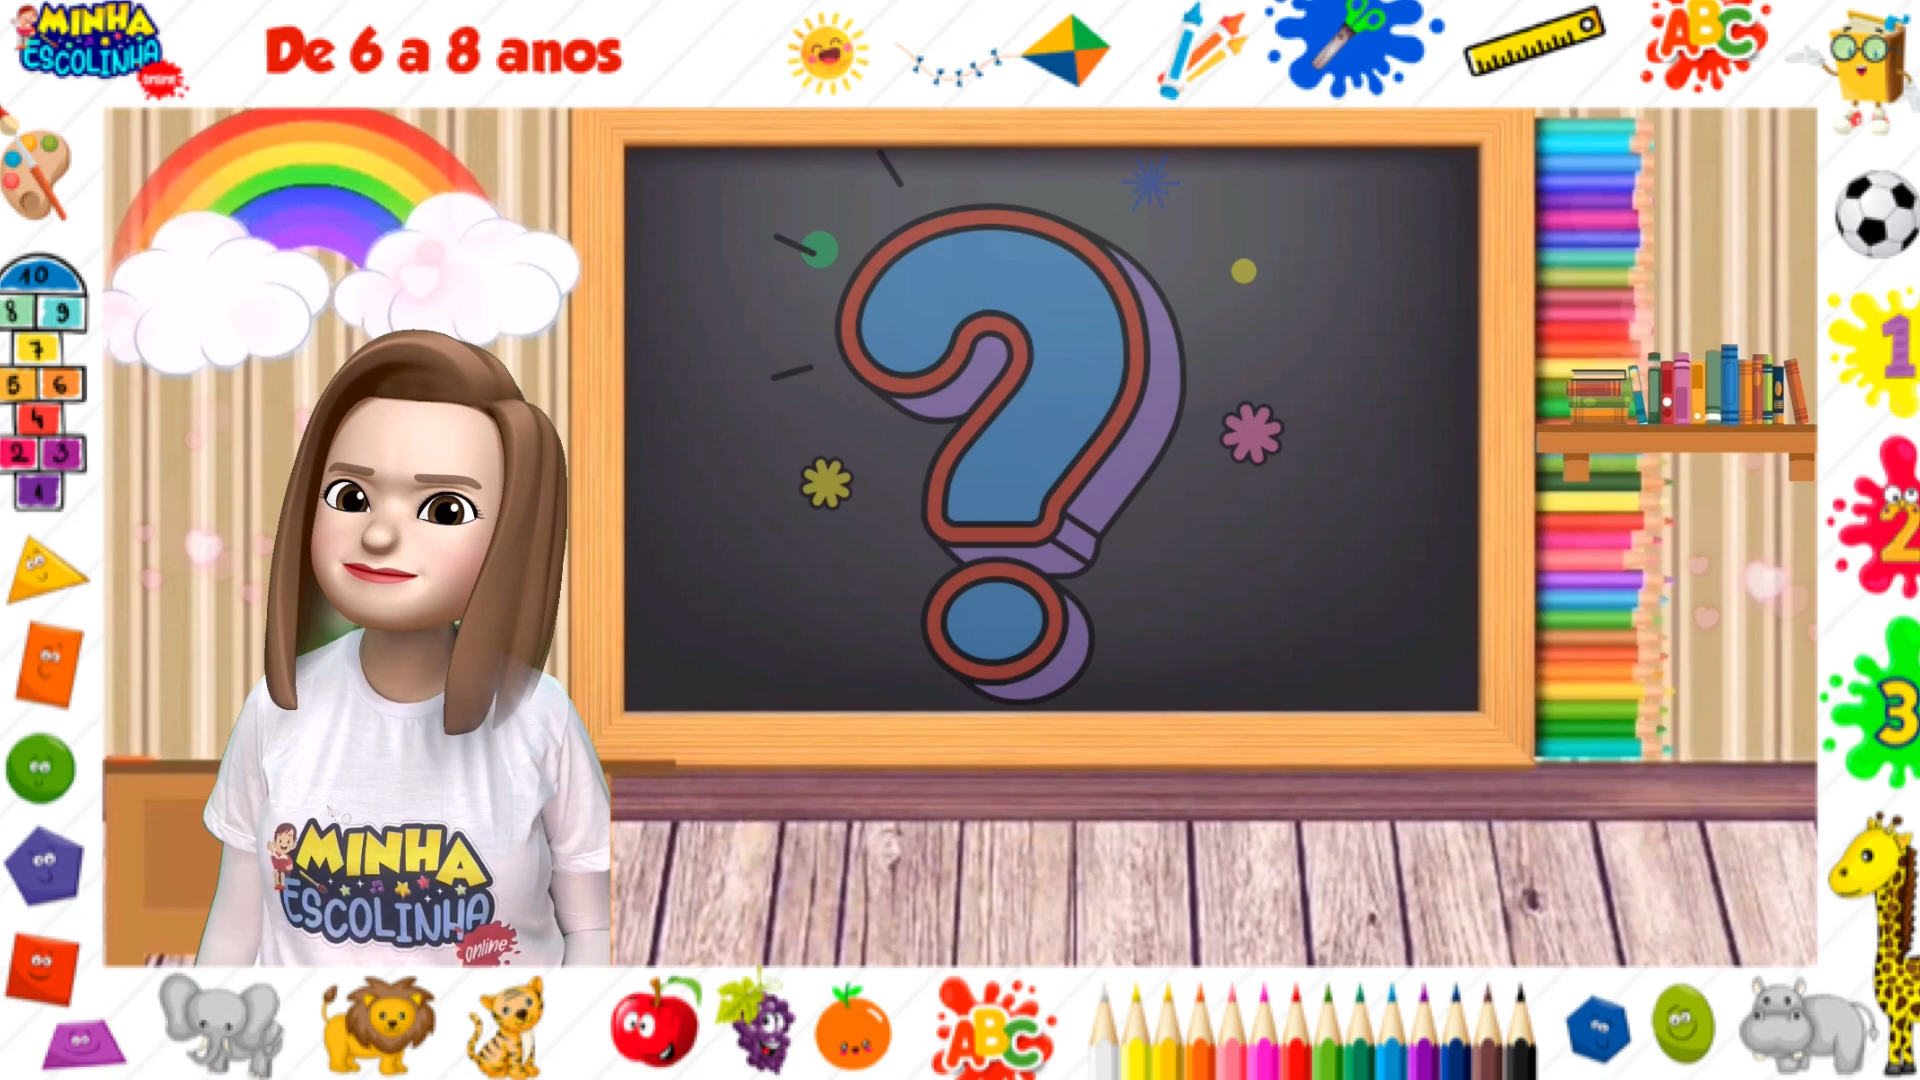 MINHA
ESCOLINHA
online
De 6 a 8 anos
ABC
10
8 9
7
5 6
4
2 3
1
1
2
3
?
MINHA
ESCOLINHA
online
ABC